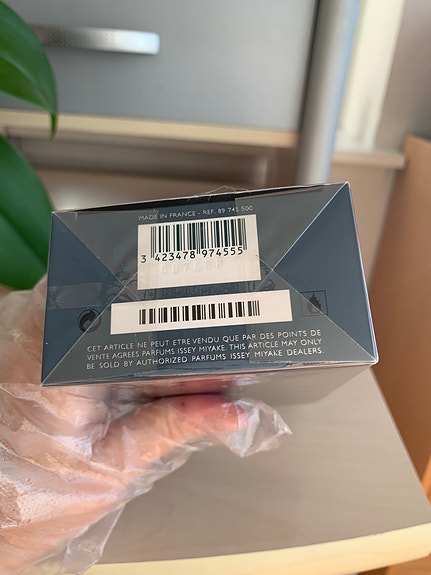 MADE IN FRANCE - REF. 89 745 500
3 423478 974555
CET ARTICLE NE PEUT ETRE VENDU QUE PAR DES POINTS DE
VENTE AGREES PARFUMS ISSEY MIYAKE. THIS ARTICLE MAY ONLY
BE SOLD BY AUTHORIZED PARFUMS ISSEY MIYAKE DEALERS.